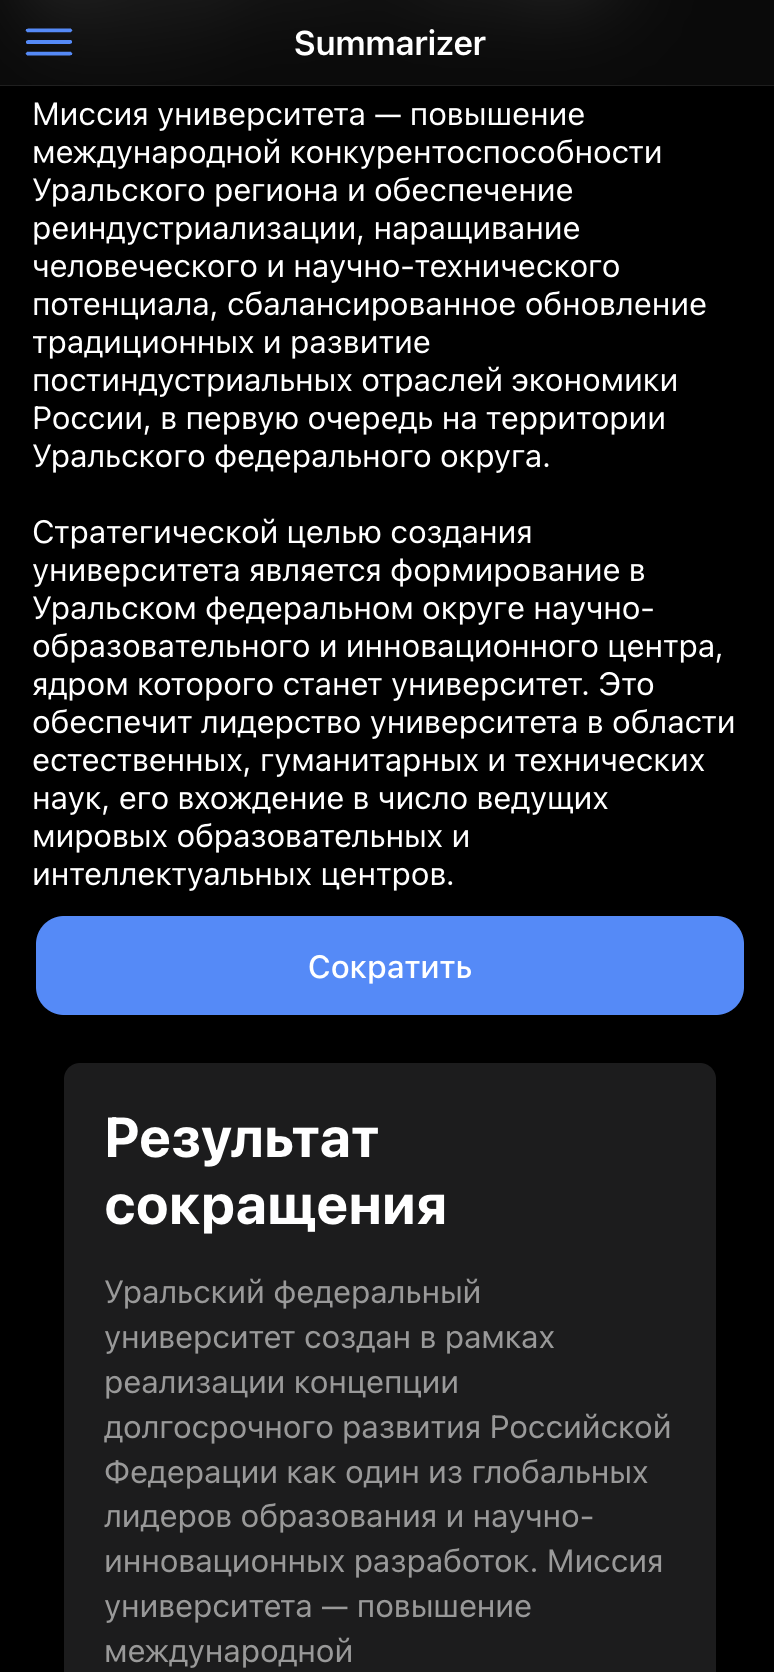 Summarizer
Миссия университета — повышение
международной конкурентоспособности
Уральского региона и обеспечение
реиндустриализации, наращивание
человеческого и научно-технического
потенциала, сбалансированное обновление
традиционных и развитие
постиндустриальных отраслей экономики
России, в первую очередь на территории
Уральского федерального округа.
Стратегической целью создания
университета является формирование в
Уральском федеральном округе научно-
образовательного и инновационного центра,
ядром которого станет университет. Это
обеспечит лидерство университета в области
естественных, гуманитарных и технических
наук, его вхождение в число ведущих
мировых образовательных и
интеллектуальных центров.
Сократить
Результат
сокращения
Уральский федеральный
университет создан в рамках
реализации концепции
долгосрочного развития Российской
Федерации как один из глобальных
лидеров образования и научно-
инновационных разработок. Миссия
университета — повышение
международной